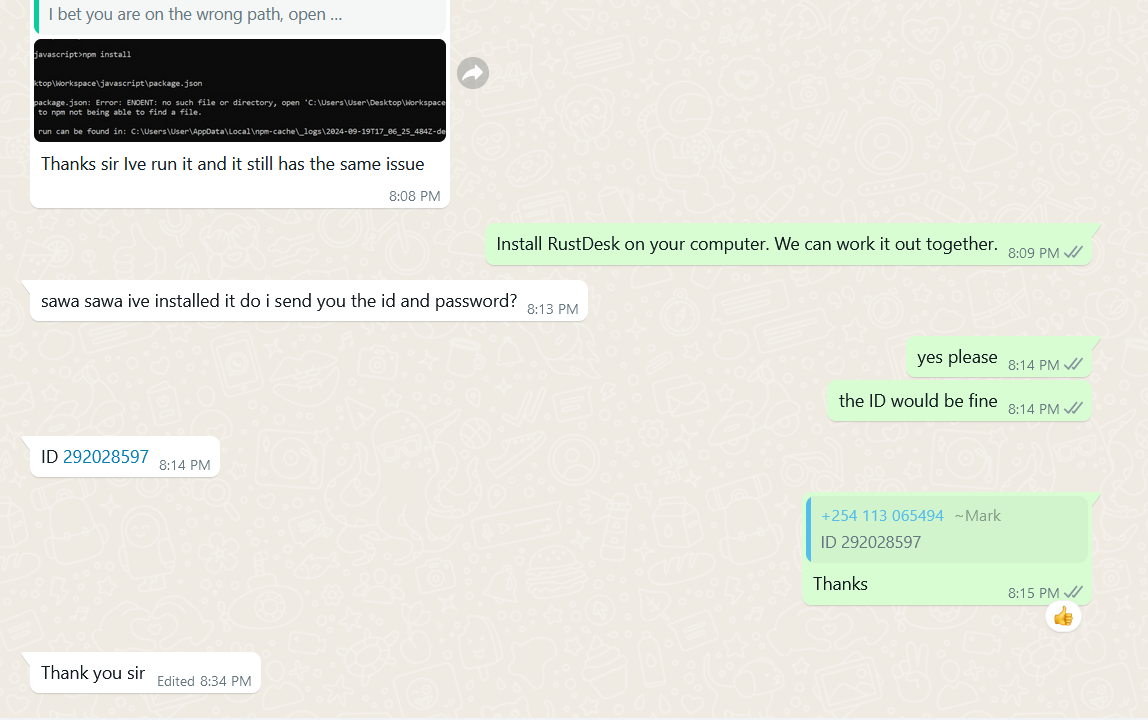 I bet you are on the wrong path, open ...
javascript>npm install
ktop\Workspace\javascript\package.json
package.json: Error: ENOENT: no such file or directory, open 'C:\Users\User\Desktop\Workspace
to npm not being able to find a file.
run can be found in: C:\Users\User\AppData\Local\npm-cache\_logs\2024-09-19T17_06_25_484Z-de
Thanks sir Ive run it and it still has the same issue
8:08 PM
Install RustDesk on your computer. We can work it out together. 8:09 PM
sawa sawa ive installed it do i send you the id and password? 8:13 PM
yes please 8:14 PM
the ID would be fine 8:14 PM
ID 292028597 8:14 PM
+254 113 065494 ~Mark
ID 292028597
Thanks 8:15 PM
Thank you sir Edited 8:34 PM